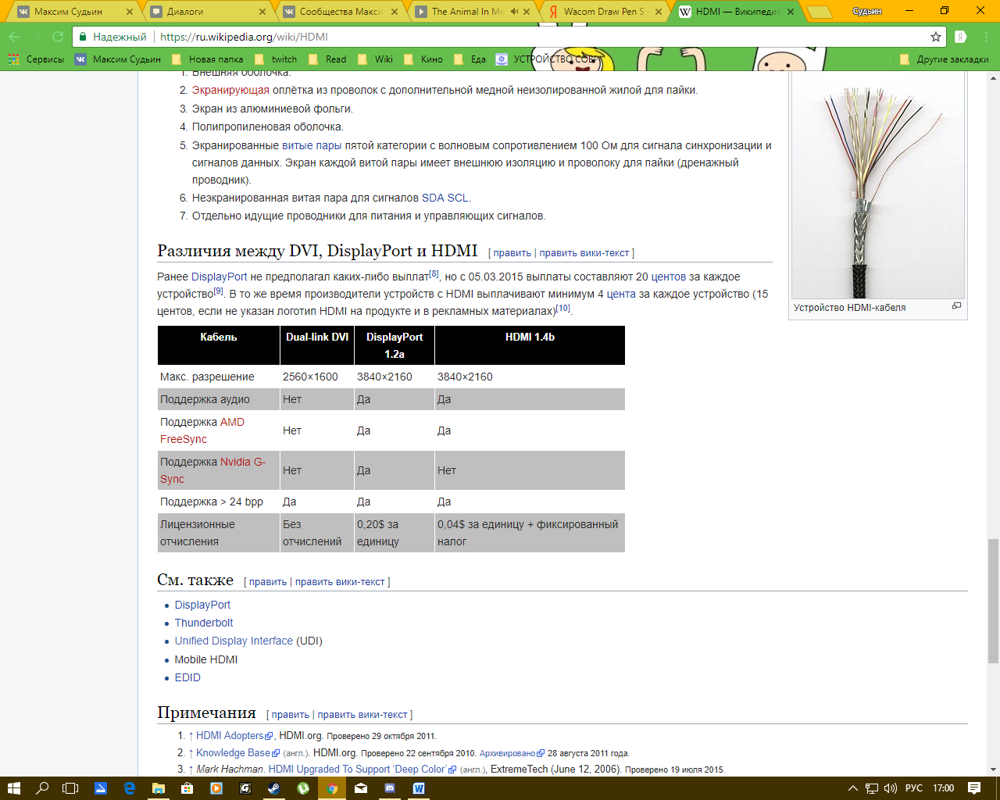 Максим Судьин
Диалоги
Сообщества Макси
The Animal In Me
Wacom Draw Pen S
HDMI — Википедия
Судьин
Надежный
https://ru.wikipedia.org/wiki/HDMI
Сервисы
Максим Судьин
Новая папка
twitch
Read
Wiki
Кино
Еда
УСТРОЙСТВО СОВ
Другие закладки
1. Внешняя оболочка.
2. Экранирующая оплётка из проволок с дополнительной медной неизолированной жилой для пайки.
3. Экран из алюминиевой фольги.
4. Полипропиленовая оболочка.
5. Экранированные витые пары пятой категории с волновым сопротивлением 100 Ом для сигнала синхронизации и
сигналов данных. Экран каждой витой пары имеет внешнюю изоляцию и проволоку для пайки (дренажный
проводник).
6. Неэкранированная витая пара для сигналов SDA SCL.
7. Отдельно идущие проводники для питания и управляющих сигналов.
Устройство HDMI-кабеля
Различия между DVI, DisplayPort и HDMI [ править | править вики-текст ]
Ранее DisplayPort не предполагал каких-либо выплат[8], но с 05.03.2015 выплаты составляют 20 центов за каждое
устройство[9]. В то же время производители устройств с HDMI выплачивают минимум 4 цента за каждое устройство (15
центов, если не указан логотип HDMI на продукте и в рекламных материалах)[10].
Кабель Dual-link DVI DisplayPort HDMI 1.4b
1.2a
Макс. разрешение 2560×1600 3840×2160 3840×2160
Поддержка аудио Нет Да Да
Поддержка AMD
FreeSync Нет Да Да
Поддержка Nvidia G-
Sync Нет Да Нет
Поддержка > 24 bpp Да Да Да
Лицензионные Без 0,20$ за 0,04$ за единицу + фиксированный
отчисления отчислений единицу налог
См. также [ править | править вики-текст ]
• DisplayPort
• Thunderbolt
• Unified Display Interface (UDI)
• Mobile HDMI
• EDID
Примечания [ править | править вики-текст ]
1. ↑ HDMI Adopters, HDMI.org. Проверено 29 октября 2011.
2. ↑ Knowledge Base (англ.). HDMI.org. Проверено 22 сентября 2010. Архивировано 28 августа 2011 года.
3. ↑ Mark Hachman. HDMI Upgraded To Support 'Deep Color' (англ.), ExtremeTech (June 12, 2006). Проверено 19 июля 2015.
РУС
17:00